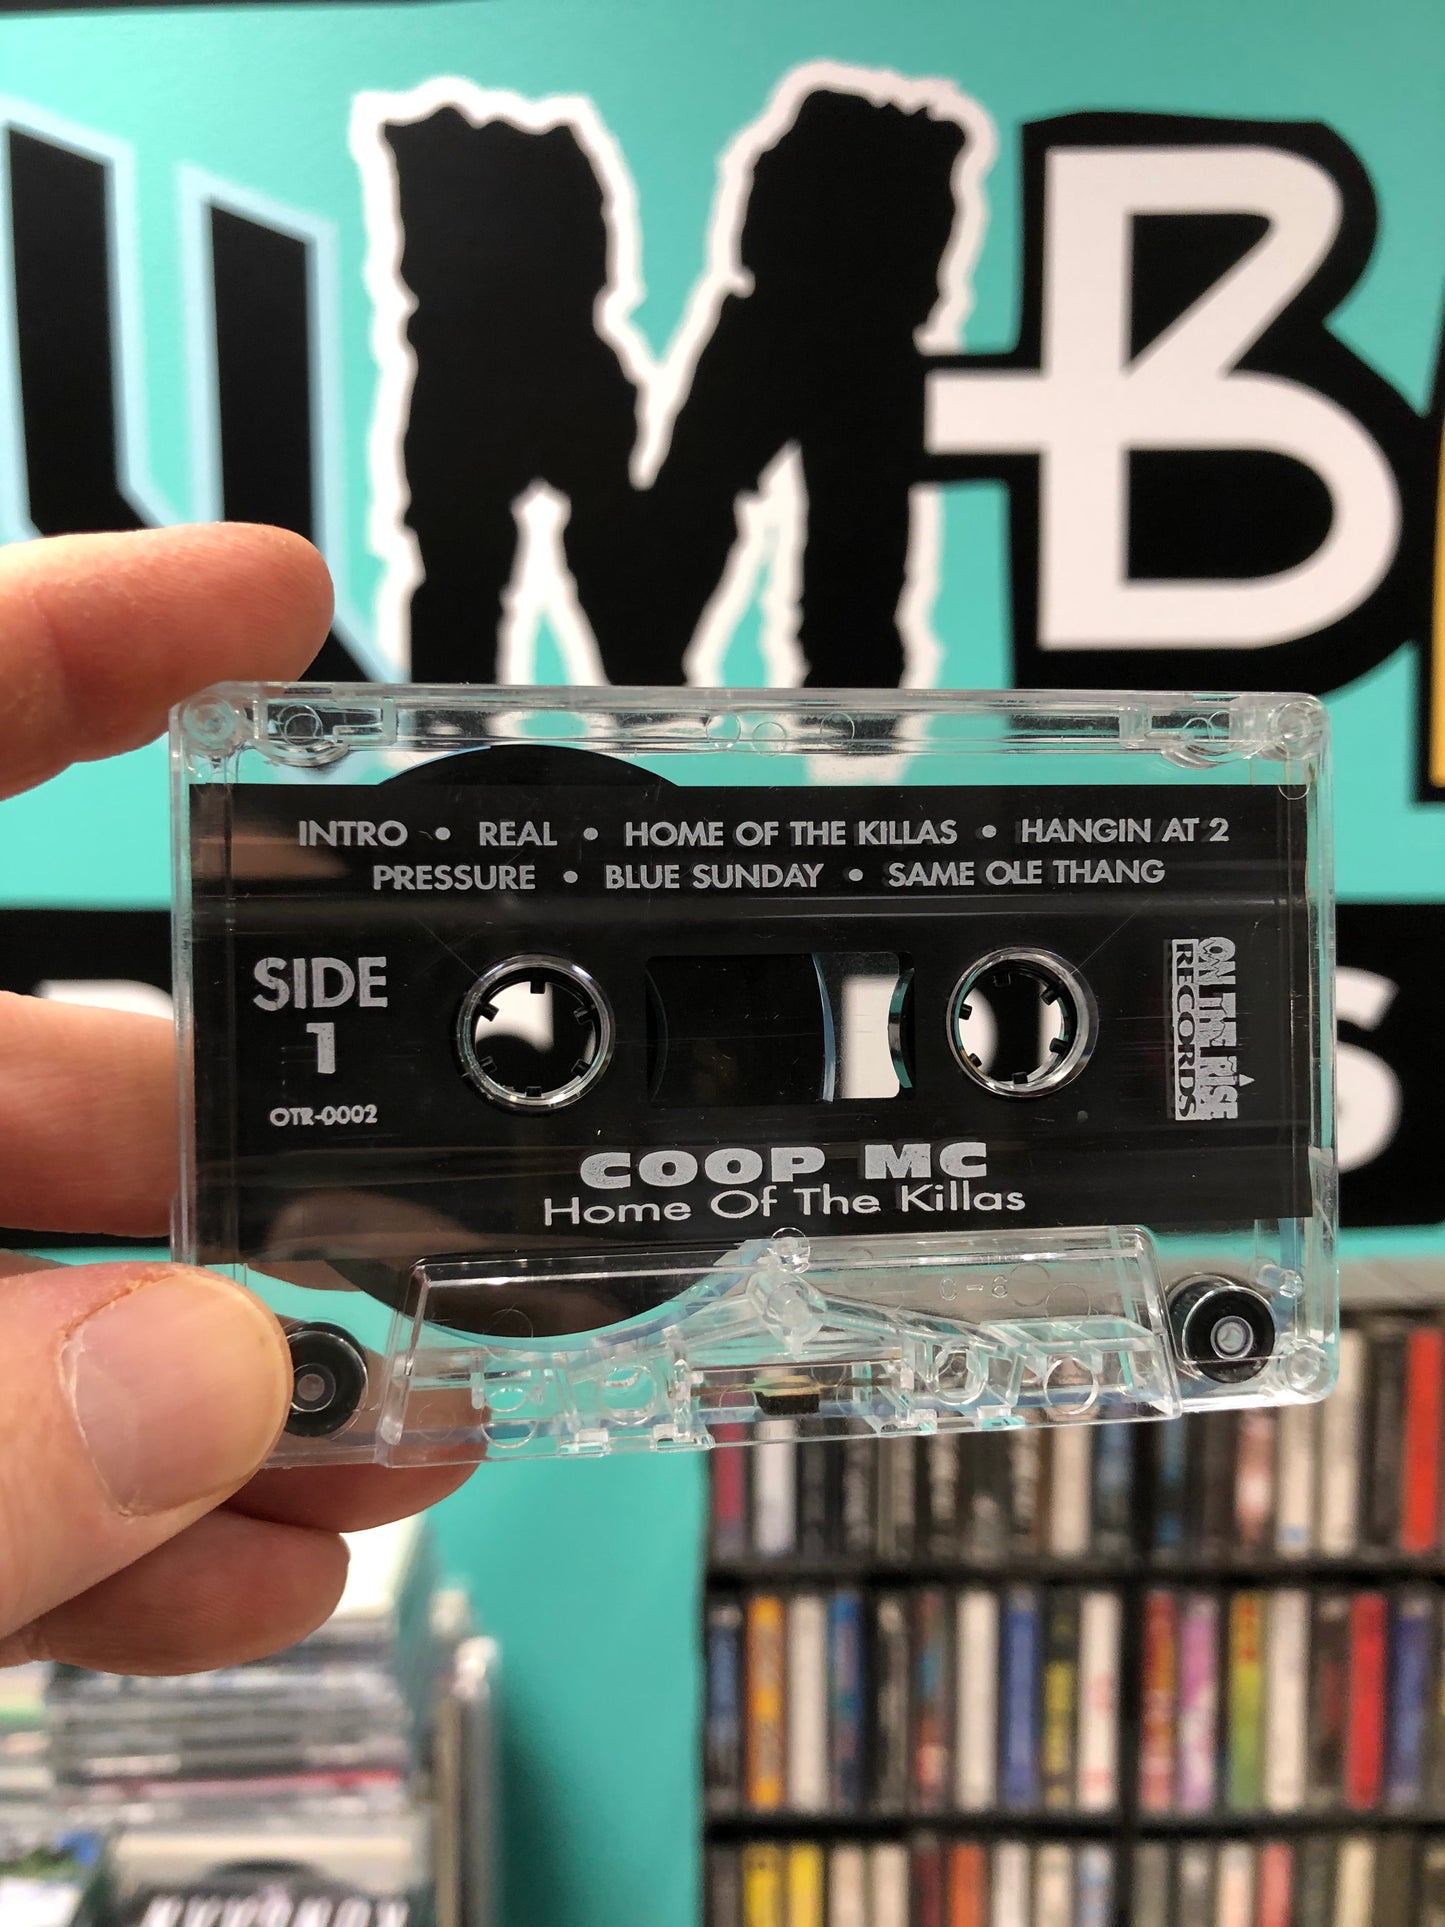 UMB
INTRO • REAL • HOME OF THE KILLAS • HANGIN AT 2
PRESSURE • BLUE SUNDAY • SAME OLE THANG
SIDE
1
OTR-0002
ON THE RISE
RECORDS
COOP MC
Home Of The Killas